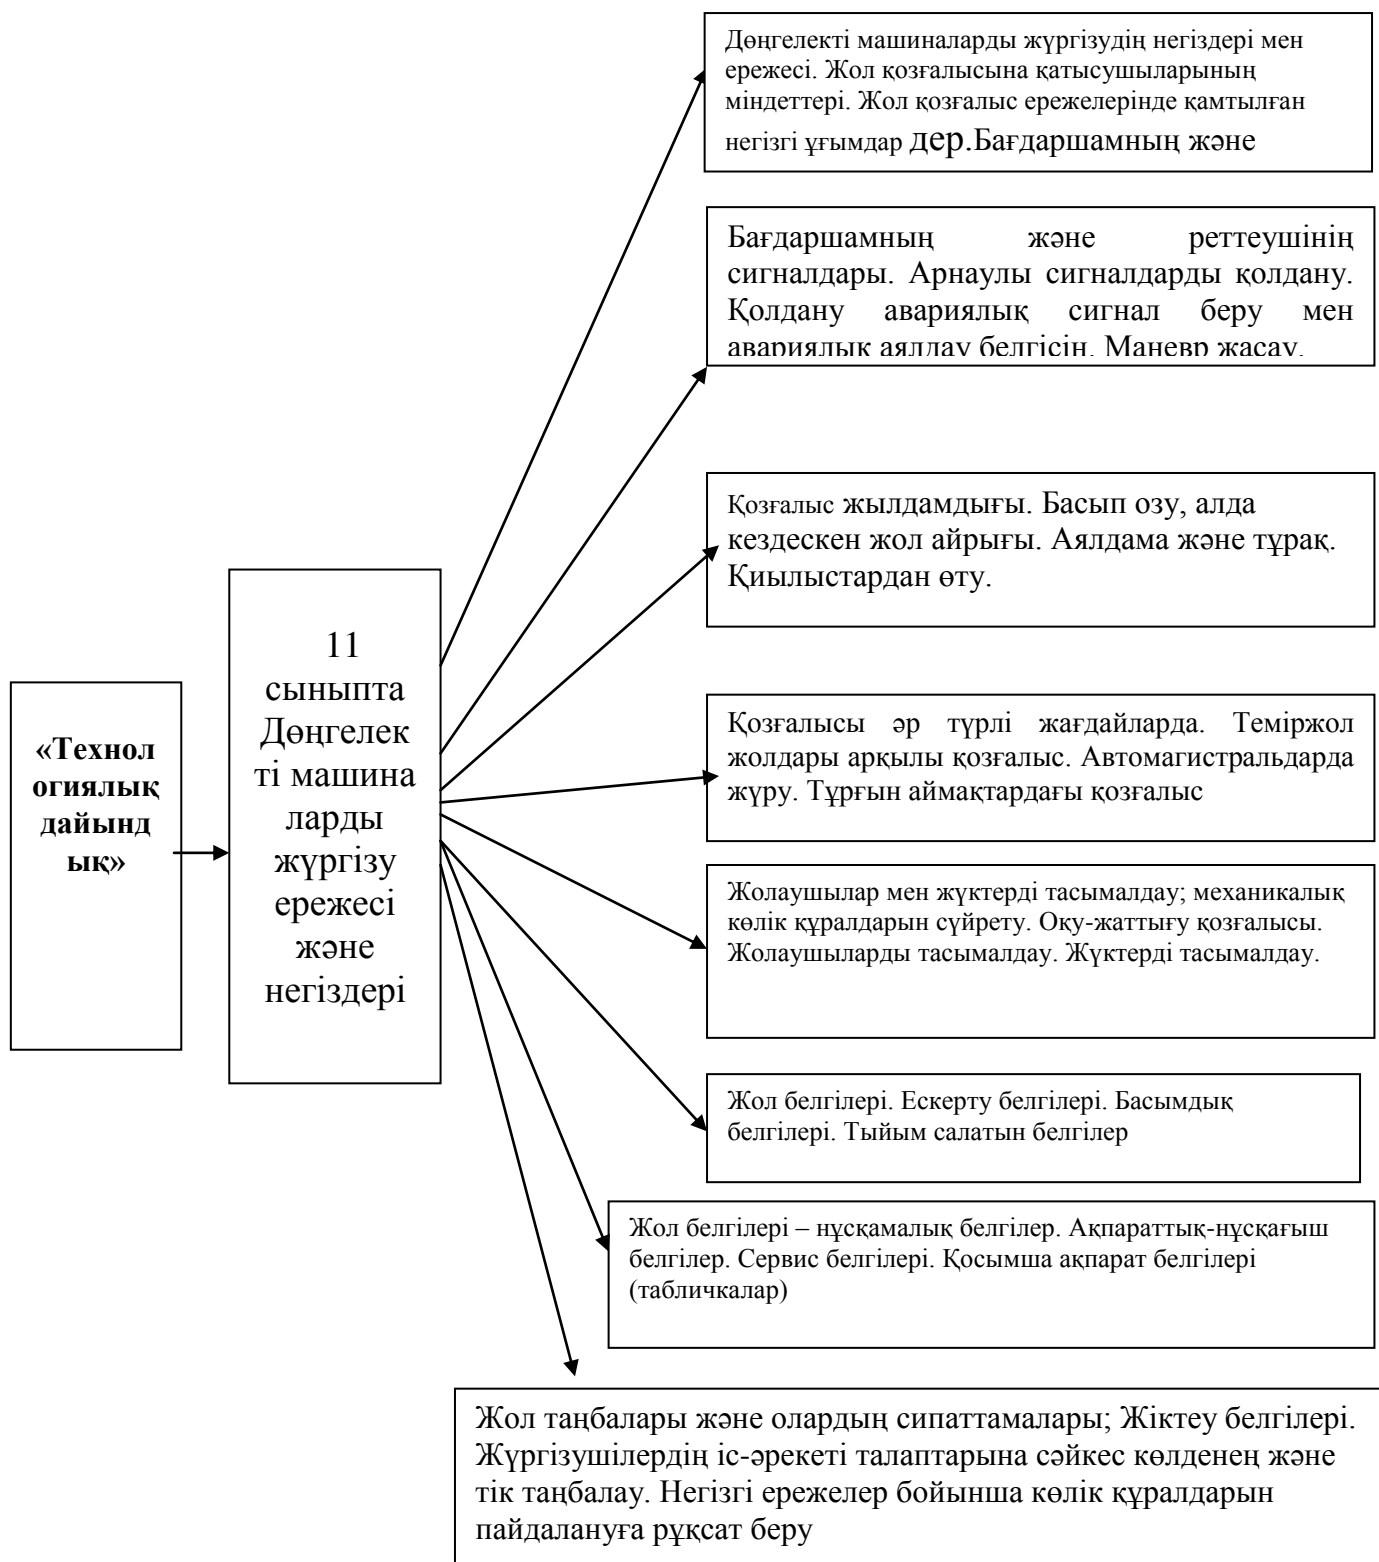 Дөңгелекті машиналарды жүргізудің негіздері мен
ережесі. Жол қозғалысына қатысушыларының
міндеттері. Жол қозғалыс ережелерінде қамтылған
негізгі ұғымдар дер.Бағдаршамның және
Бағдаршамның және реттеушінің
сигналдары. Арнаулы сигналдарды қолдану.
Қолдану авариялық сигнал беру мен
авариялық аялдау белгісін. Маневр жасау.
Қозғалыс жылдамдығы. Басып озу, алда
кездескен жол айрығы. Аялдама және тұрақ.
Қиылыстардан өту.
11
сыныпта
Дөңгелек
ті машина
ларды
жүргізу
ережесі
және
негіздері
«Технол
огиялық
дайынд
ық»
Қозғалысы әр түрлі жағдайларда. Теміржол
жолдары арқылы қозғалыс. Автомагистральдарда
жүру. Тұрғын аймақтардағы қозғалыс
Жолаушылар мен жүктерді тасымалдау; механикалық
көлік құралдарын сүйрету. Оқу-жаттығу қозғалысы.
Жолаушыларды тасымалдау. Жүктерді тасымалдау.
Жол белгілері. Ескерту белгілері. Басымдық
белгілері. Тыйым салатын белгілер
Жол белгілері – нұсқамалық белгілер. Ақпараттық-нұсқағыш
белгілер. Сервис белгілері. Қосымша ақпарат белгілері
(табличкалар)
Жол таңбалары және олардың сипаттамалары; Жіктеу белгілері.
Жүргізушілердің іс-әрекеті талаптарына сәйкес көлденең және
тік таңбалау. Негізгі ережелер бойынша көлік құралдарын
пайдалануға рұқсат беру